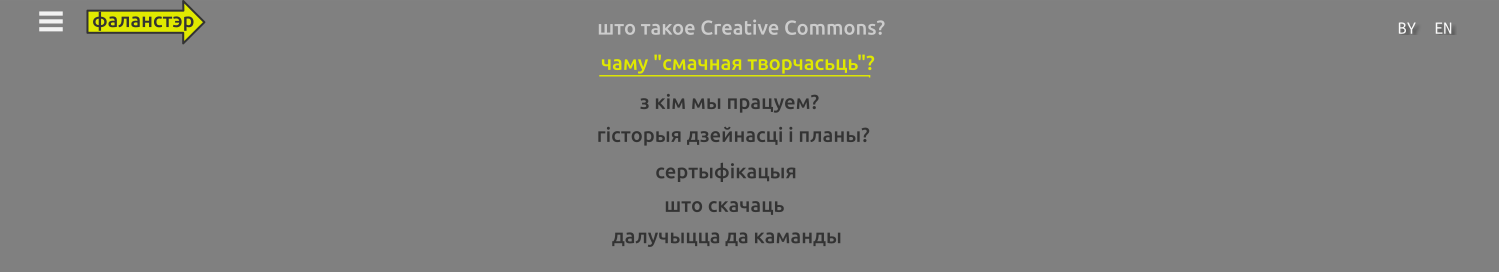 фаланстэр
што такое Creative Commons?
BY EN
чаму "смачная творчасьць"?
з кім мы працуем?
гісторыя дзейнасці і планы?
сертыфікацыя
што скачаць
далучыцца да каманды